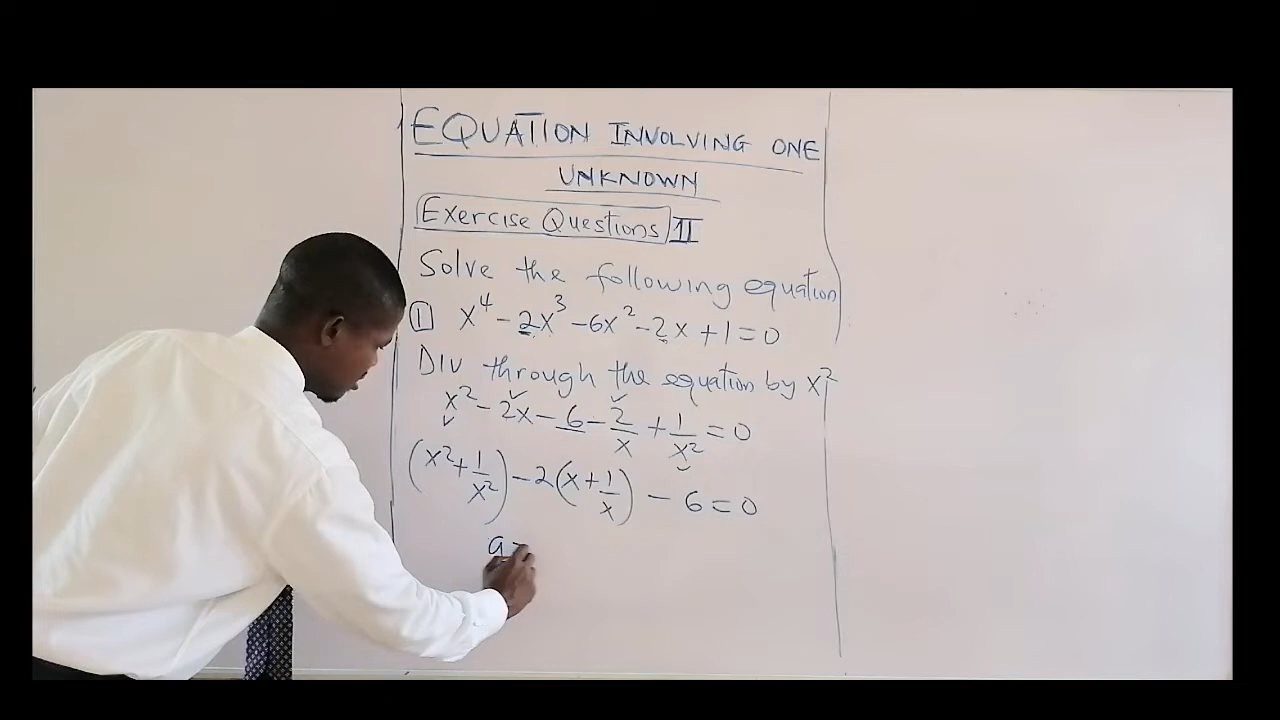 EQUATION INVOLVING ONE
UNKNOWN
Exercise Questions II
Solve the following equation
1 x⁴ - 2x³ - 6x² - 2x + 1 = 0
Div through the equation by x²
x² - 2x - 6 - 2/x + 1/x² = 0
(x² + 1/x²) - 2(x + 1/x) - 6 = 0
a